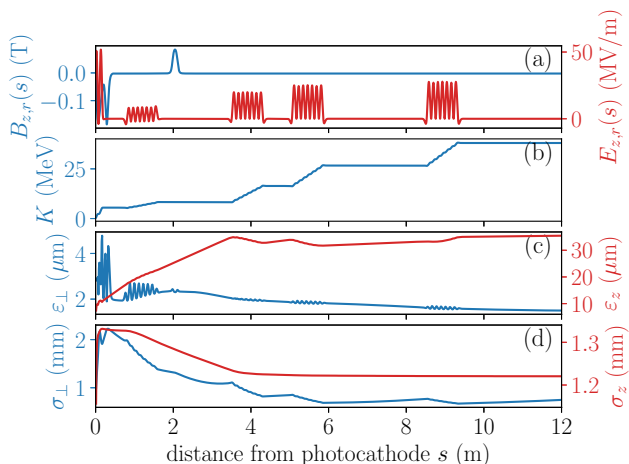 B_{z,r}(s) (T)
0.0
−0.1
(a)
50
0
E_{z,r}(s) (MV/m)
K (MeV)
25
0
(b)
ε_⊥ (μm)
4
2
(c)
30
20
10
ε_z (μm)
σ_⊥ (mm)
2
1
(d)
1.3
1.2
σ_z (mm)
0 2 4 6 8 10 12
distance from photocathode s (m)